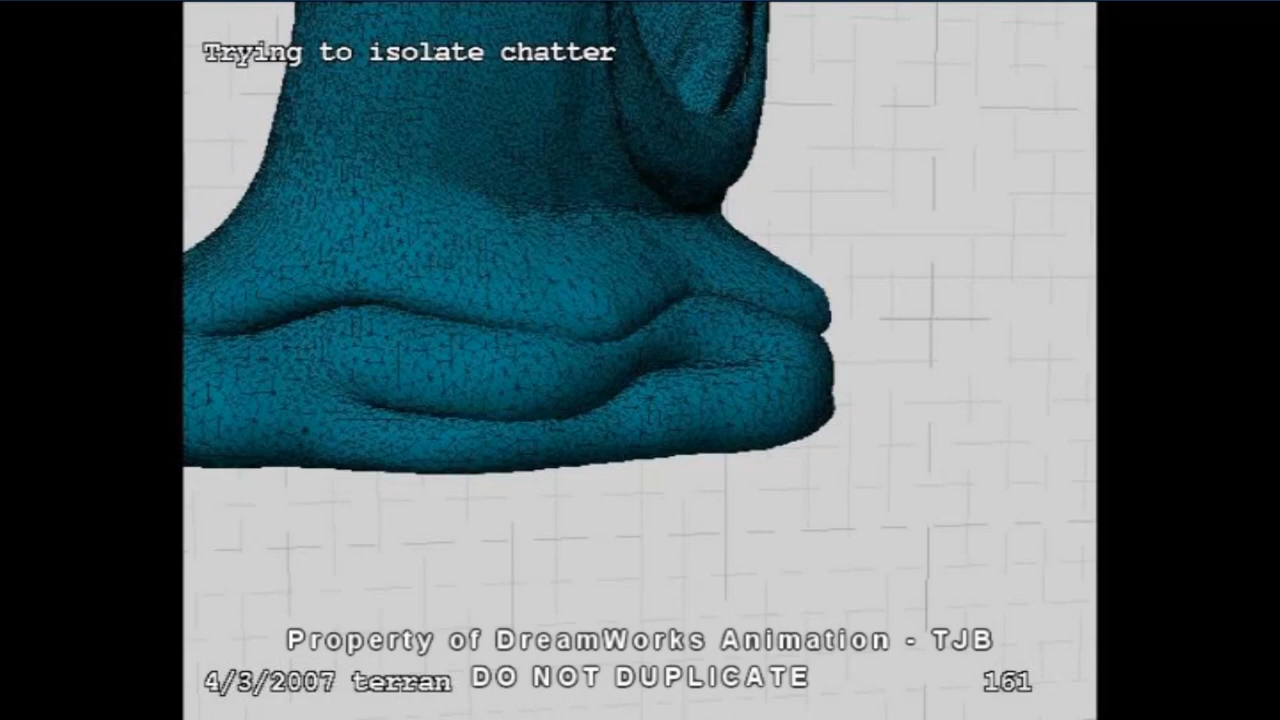 Trying to isolate chatter
Property of DreamWorks Animation - TJB
4/3/2007 terran DO NOT DUPLICATE 161